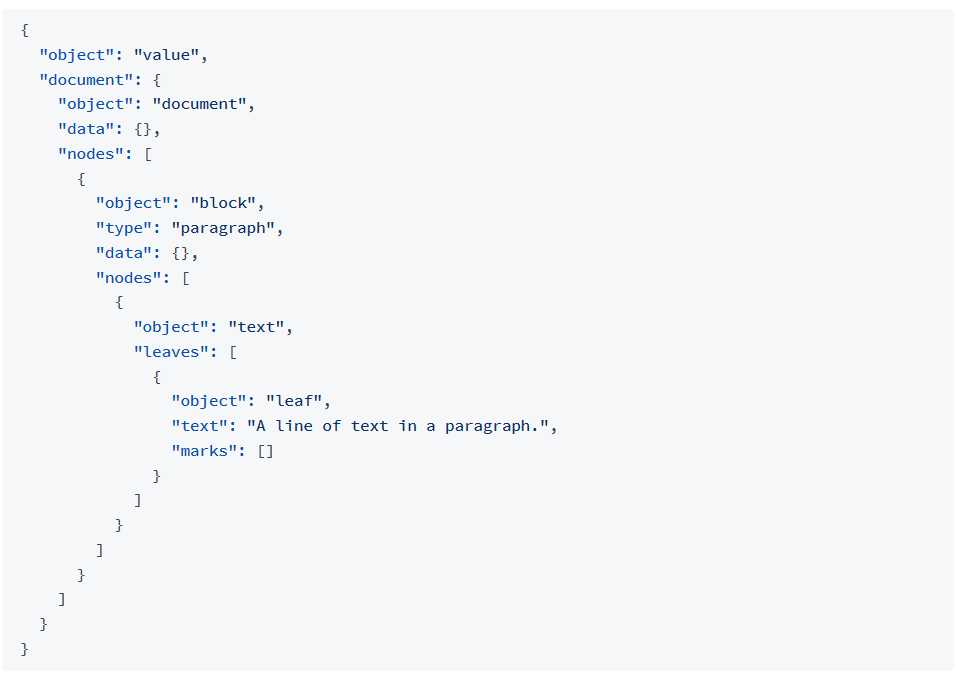 {
  "object": "value",
  "document": {
    "object": "document",
    "data": {},
    "nodes": [
      {
        "object": "block",
        "type": "paragraph",
        "data": {},
        "nodes": [
          {
            "object": "text",
            "leaves": [
              {
                "object": "leaf",
                "text": "A line of text in a paragraph.",
                "marks": []
              }
            ]
          }
        ]
      }
    ]
  }
}